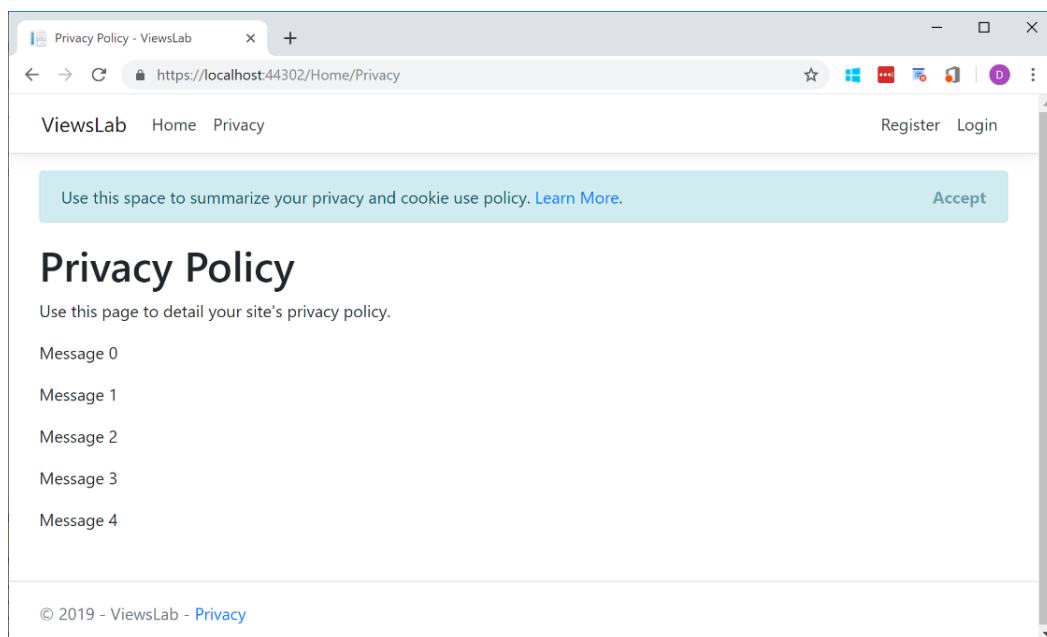 Privacy Policy - ViewsLab
https://localhost:44302/Home/Privacy
D
ViewsLab Home Privacy Register Login
Use this space to summarize your privacy and cookie use policy. Learn More. Accept
Privacy Policy
Use this page to detail your site's privacy policy.
Message 0
Message 1
Message 2
Message 3
Message 4
© 2019 - ViewsLab - Privacy